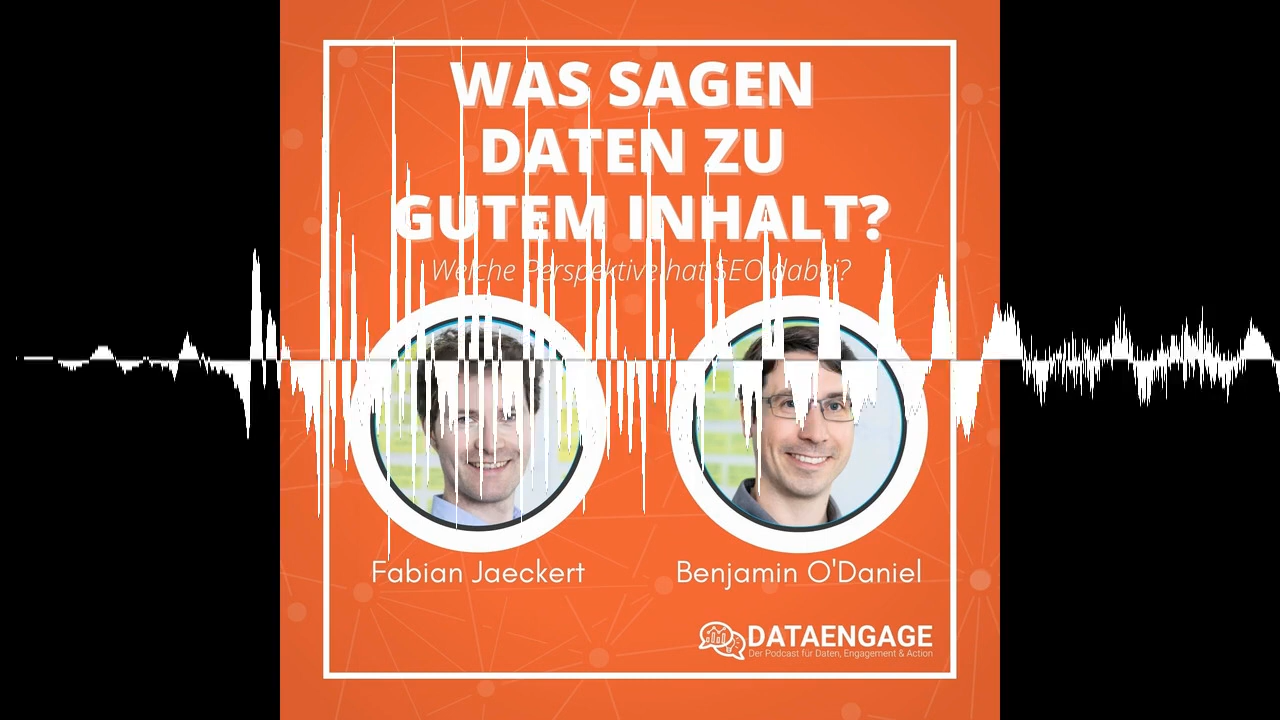 WAS SAGEN
DATEN ZU
GUTEM INHALT?
Welche Perspektive hat SEO dabei?
Fabian Jaeckert
Benjamin O'Daniel
DATAENGAGE
Der Podcast für Daten, Engagement & Action